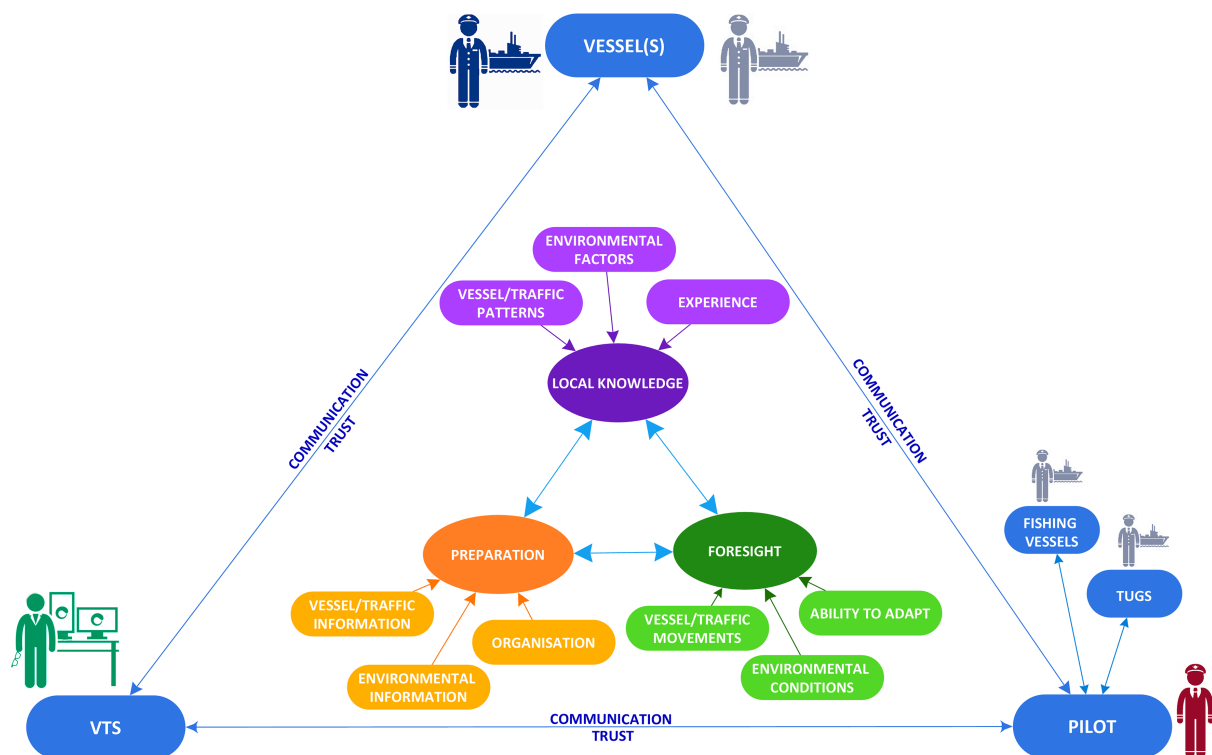 VESSEL(S)
ENVIRONMENTAL
FACTORS
VESSEL/TRAFFIC
PATTERNS
EXPERIENCE
LOCAL KNOWLEDGE
COMMUNICATION
TRUST
COMMUNICATION
TRUST
FISHING
VESSELS
TUGS
PREPARATION
FORESIGHT
VESSEL/TRAFFIC
INFORMATION
ORGANISATION
ENVIRONMENTAL
INFORMATION
VESSEL/TRAFFIC
MOVEMENTS
ABILITY TO ADAPT
ENVIRONMENTAL
CONDITIONS
VTS
COMMUNICATION
TRUST
PILOT